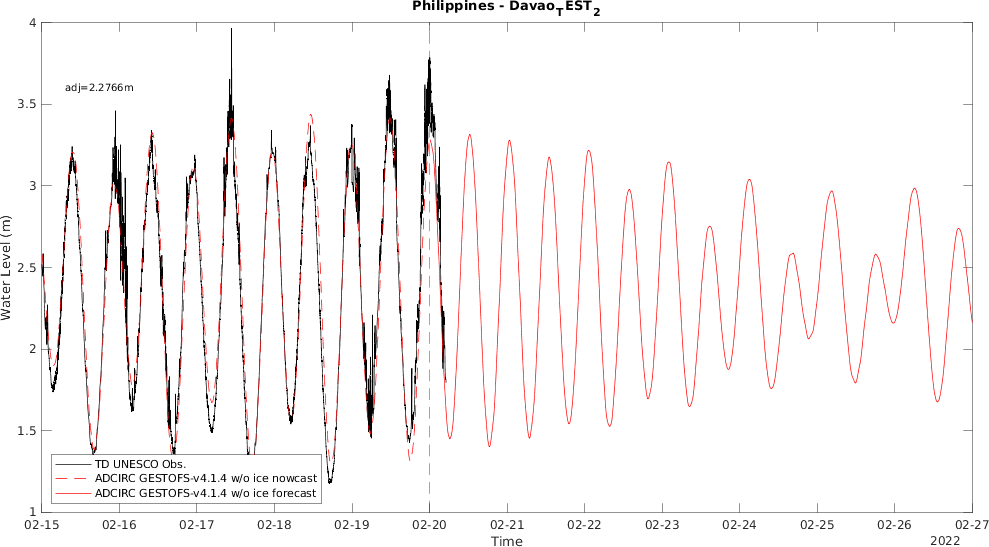 Philippines - DavaoTEST2
adj=2.2766m
4
3.5
3
2.5
2
1.5
1
Water Level (m)
TD UNESCO Obs.
ADCIRC GESTOFS-v4.1.4 w/o ice nowcast
ADCIRC GESTOFS-v4.1.4 w/o ice forecast
02-15 02-16 02-17 02-18 02-19 02-20 02-21 02-22 02-23 02-24 02-25 02-26 02-27
Time
2022